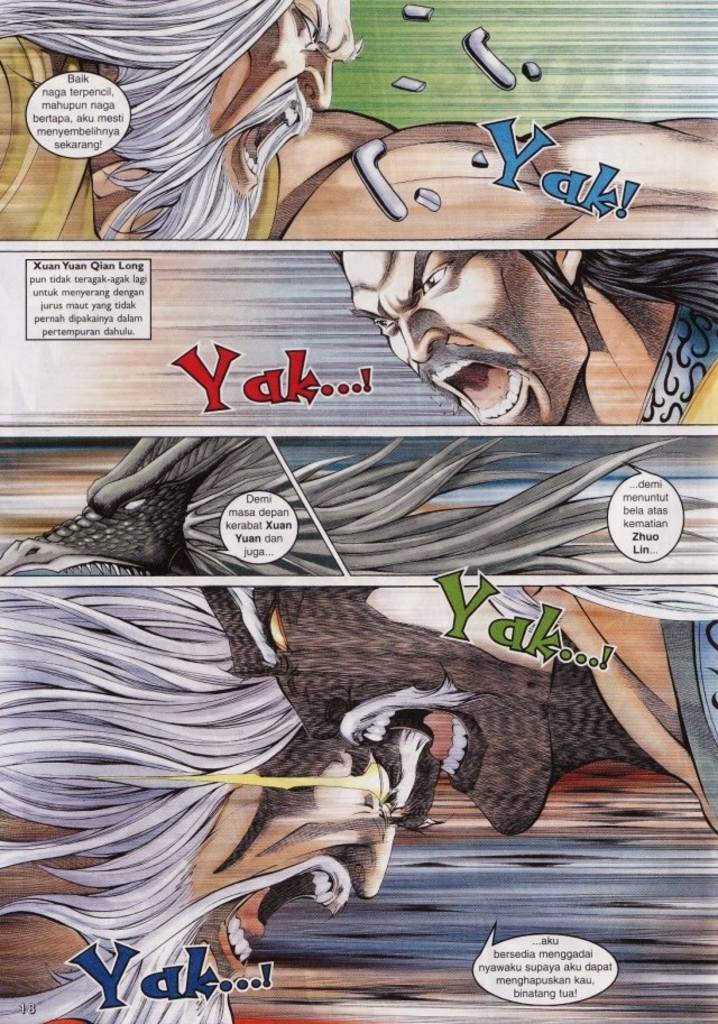 Baik
naga terpencil,
mahupun naga
bertapa, aku mesti
menyembelihnya
sekarang!
Yak!
Xuan Yuan Qian Long
pun tidak teragak-agak lagi
untuk menyerang dengan
jurus maut yang tidak
pernah dipakainya dalam
pertempuran dahulu.
Yak...!
Demi
masa depan
kerabat Xuan
Yuan dan
juga...
...demi
menuntut
bela atas
kematian
Zhuo
Lin...
Yak...!
Yak...!
...aku
bersedia menggadai
nyawaku supaya aku dapat
menghapuskan kau,
binatang tua!
18